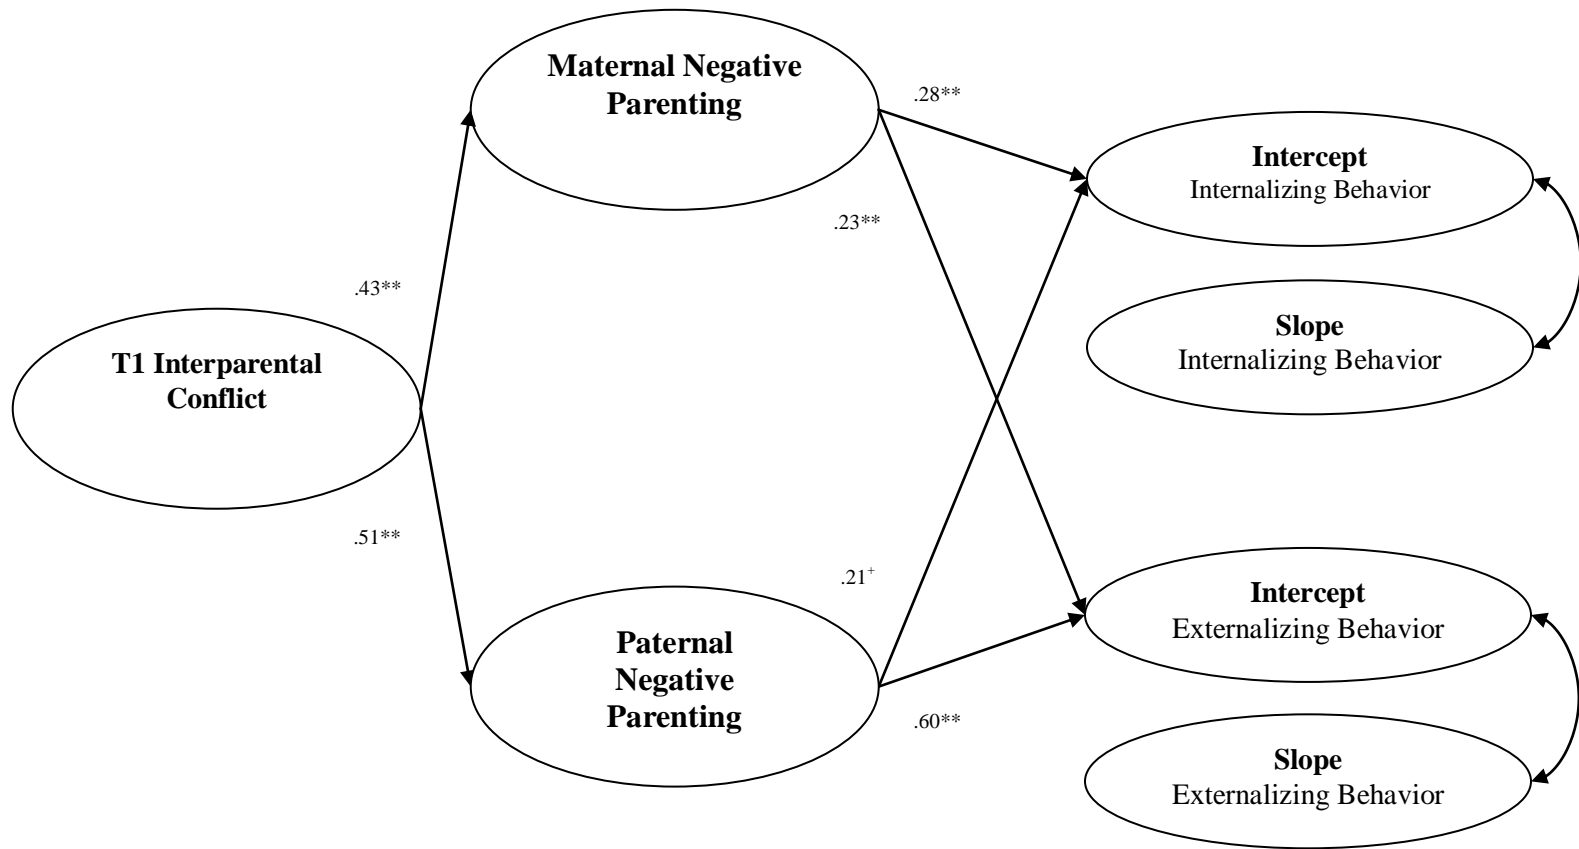 Maternal Negative
Parenting
.28**
Intercept
Internalizing Behavior
.23**
.43**
Slope
Internalizing Behavior
T1 Interparental
Conflict
.51**
.21+
Intercept
Externalizing Behavior
Paternal
Negative
Parenting
.60**
Slope
Externalizing Behavior